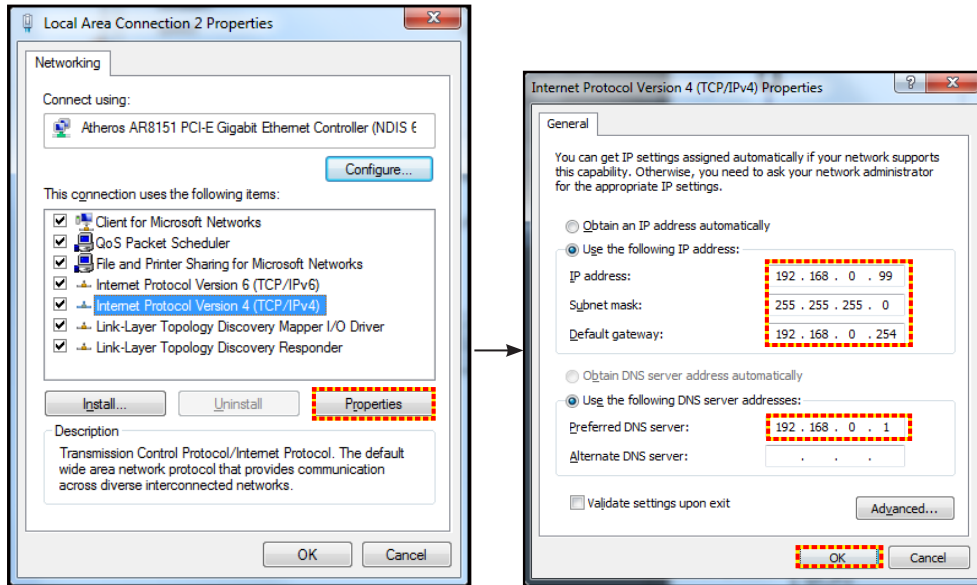 Local Area Connection 2 Properties
Networking
Connect using:
Atheros AR8151 PCI-E Gigabit Ethernet Controller (NDIS 6
Configure...
This connection uses the following items:
Client for Microsoft Networks
QoS Packet Scheduler
File and Printer Sharing for Microsoft Networks
Internet Protocol Version 6 (TCP/IPv6)
Internet Protocol Version 4 (TCP/IPv4)
Link-Layer Topology Discovery Mapper I/O Driver
Link-Layer Topology Discovery Responder
Install... Uninstall Properties
Description
Transmission Control Protocol/Internet Protocol. The default
wide area network protocol that provides communication
across diverse interconnected networks.
OK Cancel
Internet Protocol Version 4 (TCP/IPv4) Properties
General
You can get IP settings assigned automatically if your network supports
this capability. Otherwise, you need to ask your network administrator
for the appropriate IP settings.
Obtain an IP address automatically
Use the following IP address:
IP address: 192 . 168 . 0 . 99
Subnet mask: 255 . 255 . 255 . 0
Default gateway: 192 . 168 . 0 . 254
Obtain DNS server address automatically
Use the following DNS server addresses:
Preferred DNS server: 192 . 168 . 0 . 1
Alternate DNS server: . . .
Validate settings upon exit
Advanced...
OK Cancel